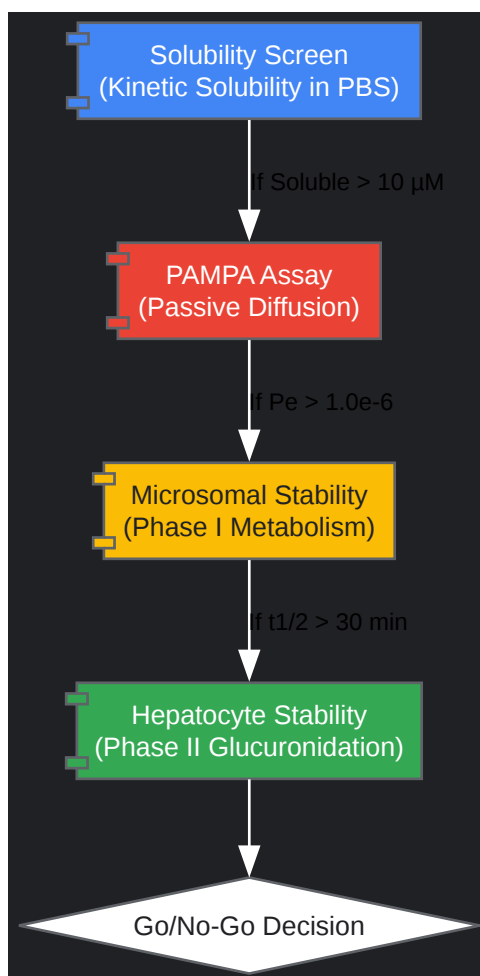 Solubility Screen
(Kinetic Solubility in PBS)
If Soluble > 10 µM
PAMPA Assay
(Passive Diffusion)
If Pe > 1.0e-6
Microsomal Stability
(Phase I Metabolism)
If t1/2 > 30 min
Hepatocyte Stability
(Phase II Glucuronidation)
Go/No-Go Decision